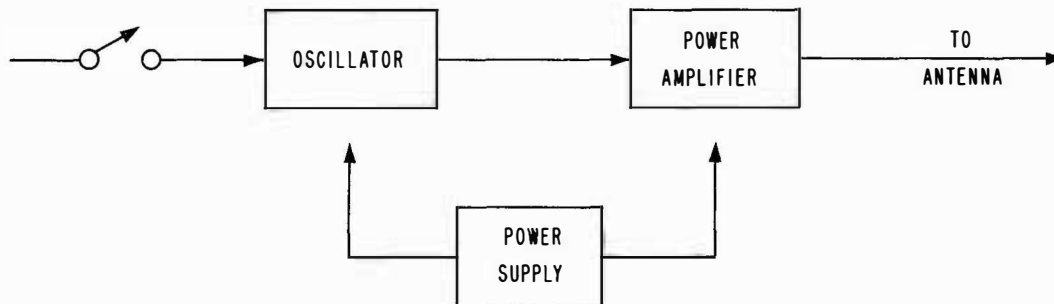 OSCILLATOR
POWER
AMPLIFIER
TO
ANTENNA
POWER
SUPPLY